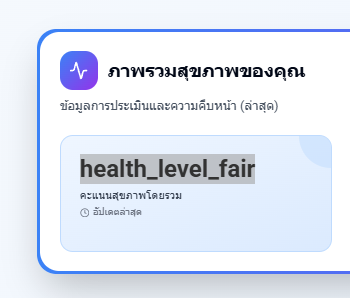 ภาพรวมสุขภาพของคุณ
ข้อมูลการประเมินและความคืบหน้า (ล่าสุด)
health_level_fair
คะแนนสุขภาพโดยรวม
อัปเดตล่าสุด